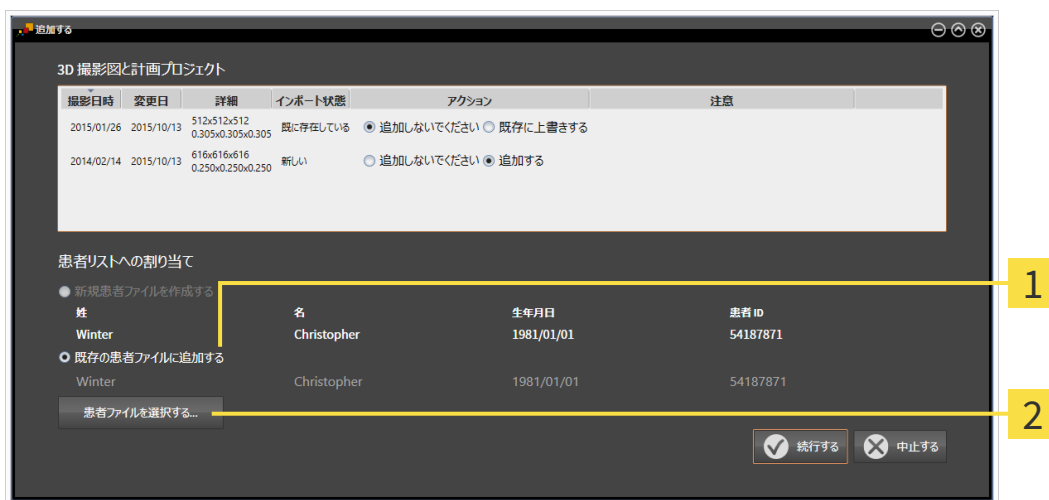 追加する
3D 撮影図と計画プロジェクト
撮影日時 変更日 詳細 インポート状態 アクション 注意
2015/01/26 2015/10/13 512x512x512 0.305x0.305x0.305 既に存在している 追加しないでください 既存に上書きする
2014/02/14 2015/10/13 616x616x616 0.250x0.250x0.250 新しい 追加しないでください 追加する
患者リストへの割り当て
新規患者ファイルを作成する
1
姓 名 生年月日 患者 ID
Winter Christopher 1981/01/01 54187871
既存の患者ファイルに追加する
Winter Christopher 1981/01/01 54187871
患者ファイルを選択する...
2
続行する 中止する